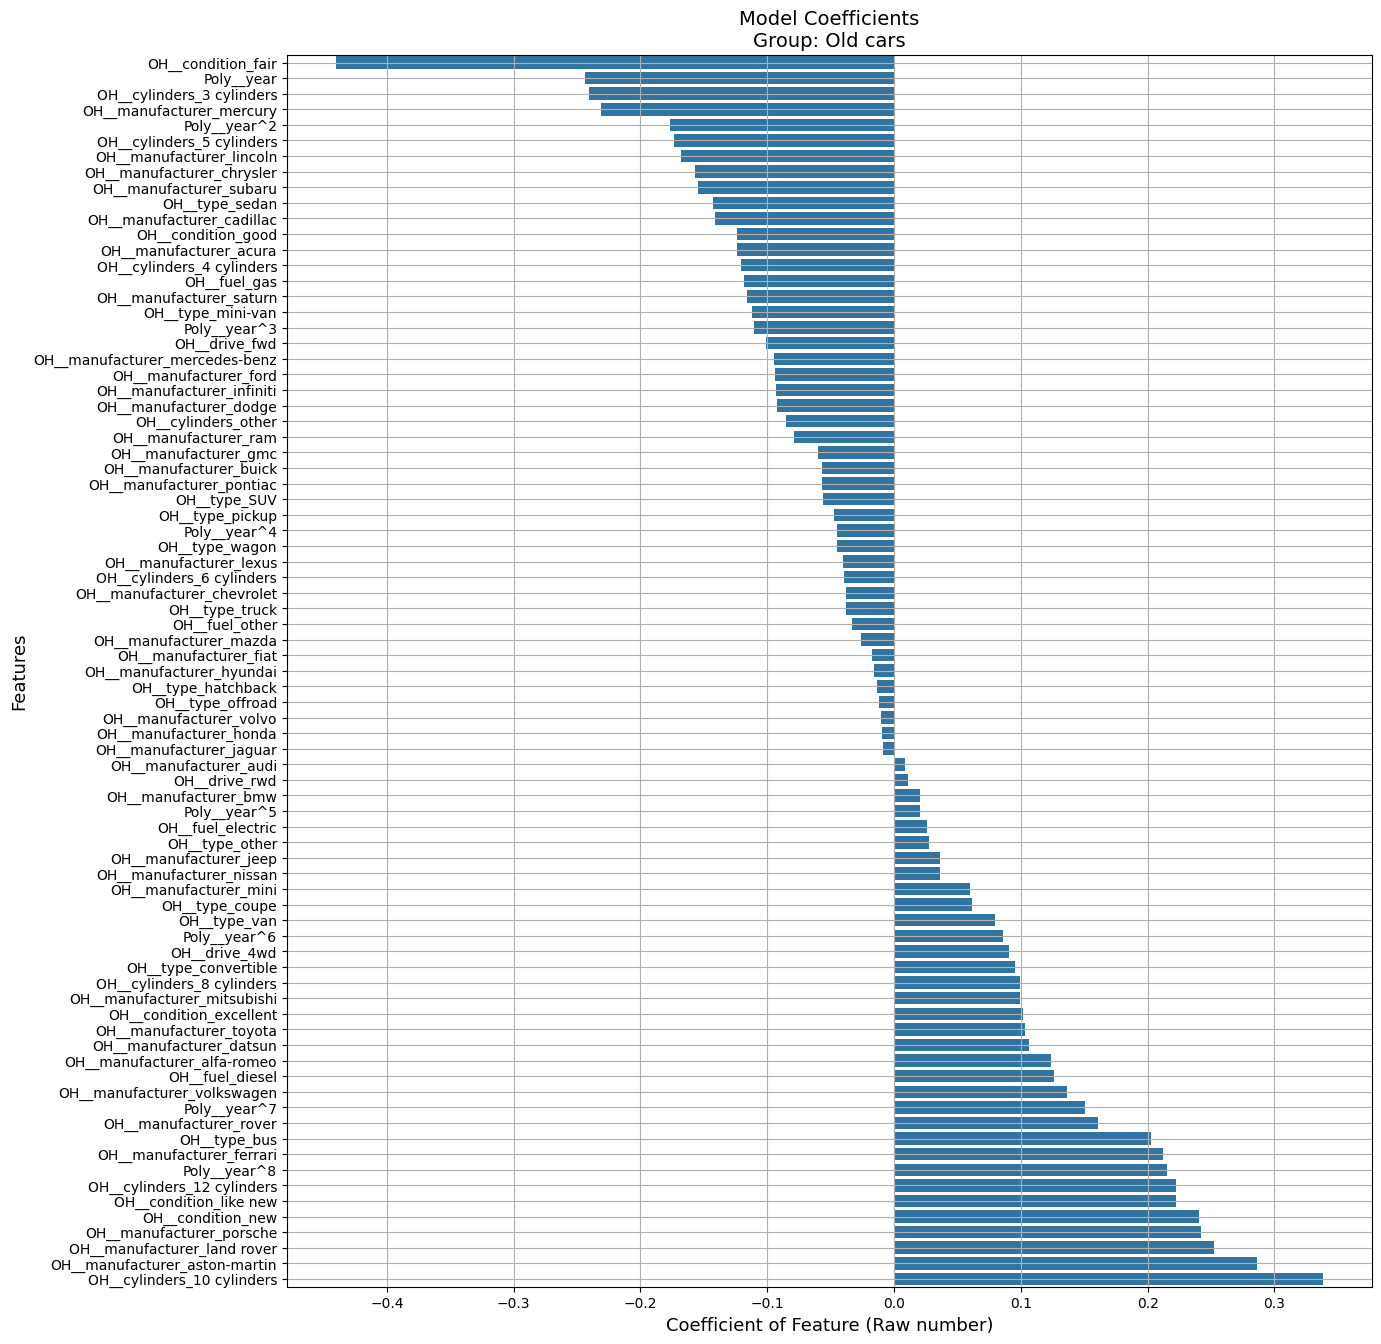 Model Coefficients
Group: Old cars
Features
OH__condition_fair
Poly__year
OH__cylinders_3 cylinders
OH__manufacturer_mercury
Poly__year^2
OH__cylinders_5 cylinders
OH__manufacturer_lincoln
OH__manufacturer_chrysler
OH__manufacturer_subaru
OH__type_sedan
OH__manufacturer_cadillac
OH__condition_good
OH__manufacturer_acura
OH__cylinders_4 cylinders
OH__fuel_gas
OH__manufacturer_saturn
OH__type_mini-van
Poly__year^3
OH__drive_fwd
OH__manufacturer_mercedes-benz
OH__manufacturer_ford
OH__manufacturer_infiniti
OH__manufacturer_dodge
OH__cylinders_other
OH__manufacturer_ram
OH__manufacturer_gmc
OH__manufacturer_buick
OH__manufacturer_pontiac
OH__type_SUV
OH__type_pickup
Poly__year^4
OH__type_wagon
OH__manufacturer_lexus
OH__cylinders_6 cylinders
OH__manufacturer_chevrolet
OH__type_truck
OH__fuel_other
OH__manufacturer_mazda
OH__manufacturer_fiat
OH__manufacturer_hyundai
OH__type_hatchback
OH__type_offroad
OH__manufacturer_volvo
OH__manufacturer_honda
OH__manufacturer_jaguar
OH__manufacturer_audi
OH__drive_rwd
OH__manufacturer_bmw
Poly__year^5
OH__fuel_electric
OH__type_other
OH__manufacturer_jeep
OH__manufacturer_nissan
OH__manufacturer_mini
OH__type_coupe
OH__type_van
Poly__year^6
OH__drive_4wd
OH__type_convertible
OH__cylinders_8 cylinders
OH__manufacturer_mitsubishi
OH__condition_excellent
OH__manufacturer_toyota
OH__manufacturer_datsun
OH__manufacturer_alfa-romeo
OH__fuel_diesel
OH__manufacturer_volkswagen
Poly__year^7
OH__manufacturer_rover
OH__type_bus
OH__manufacturer_ferrari
Poly__year^8
OH__cylinders_12 cylinders
OH__condition_like new
OH__condition_new
OH__manufacturer_porsche
OH__manufacturer_land rover
OH__manufacturer_aston-martin
OH__cylinders_10 cylinders
−0.4 −0.3 −0.2 −0.1 0.0 0.1 0.2 0.3
Coefficient of Feature (Raw number)